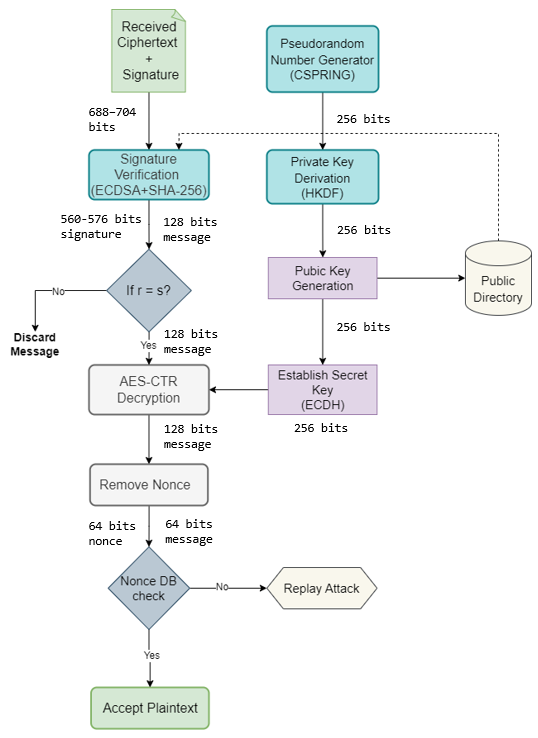 Received
Ciphertext
+
Signature
Pseudorandom
Number Generator
(CSPRING)
688–704
bits
256 bits
Signature
Verification
(ECDSA+SHA-256)
Private Key
Derivation
(HKDF)
560-576 bits
signature
128 bits
message
256 bits
If r = s?
No
Discard
Message
Pubic Key
Generation
Public
Directory
Yes
128 bits
message
256 bits
AES-CTR
Decryption
Establish Secret
Key
(ECDH)
256 bits
128 bits
message
Remove Nonce
64 bits
nonce
64 bits
message
Nonce DB
check
No
Replay Attack
Yes
Accept Plaintext